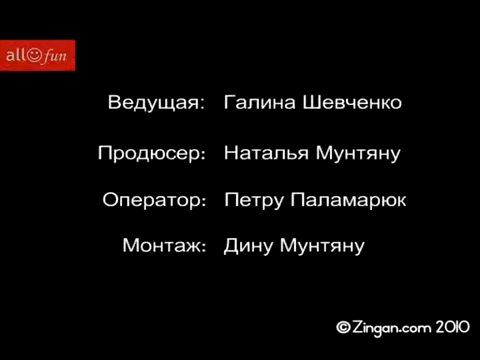 all☺fun
Ведущая: Галина Шевченко
Продюсер: Наталья Мунтяну
Оператор: Петру Паламарюк
Монтаж: Дину Мунтяну
©Zingan.com 2010